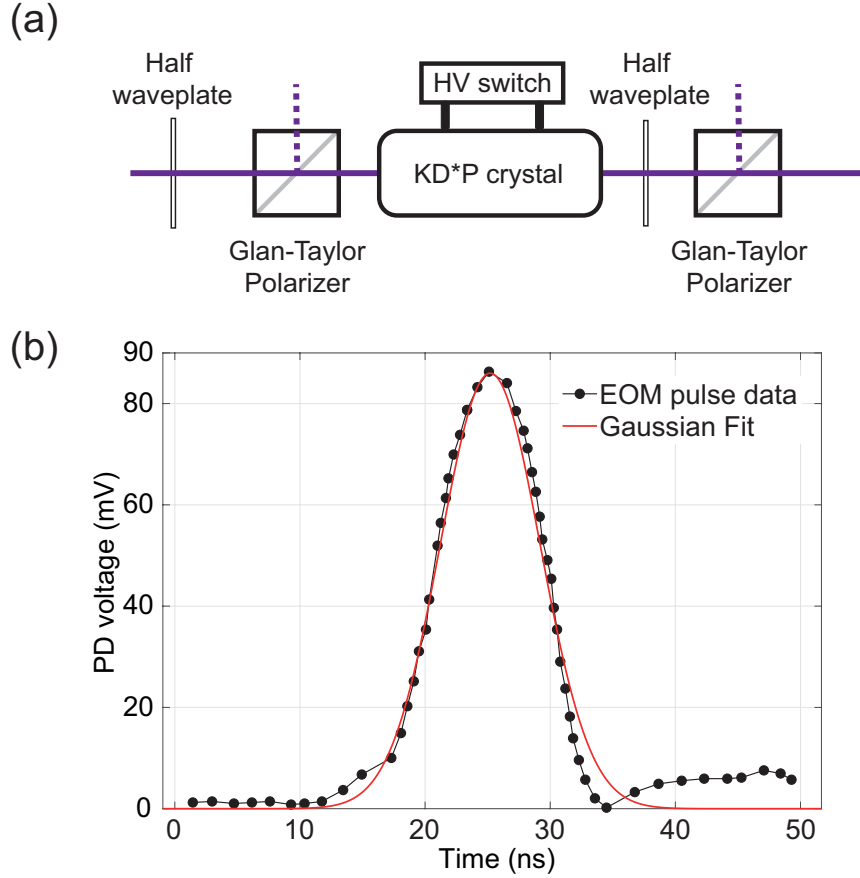 (a)
Half
waveplate
HV switch
Half
waveplate
KD*P crystal
Glan-Taylor
Polarizer
Glan-Taylor
Polarizer
(b)
90
80
60
40
20
0
PD voltage (mV)
EOM pulse data
Gaussian Fit
0 10 20 30 40 50
Time (ns)